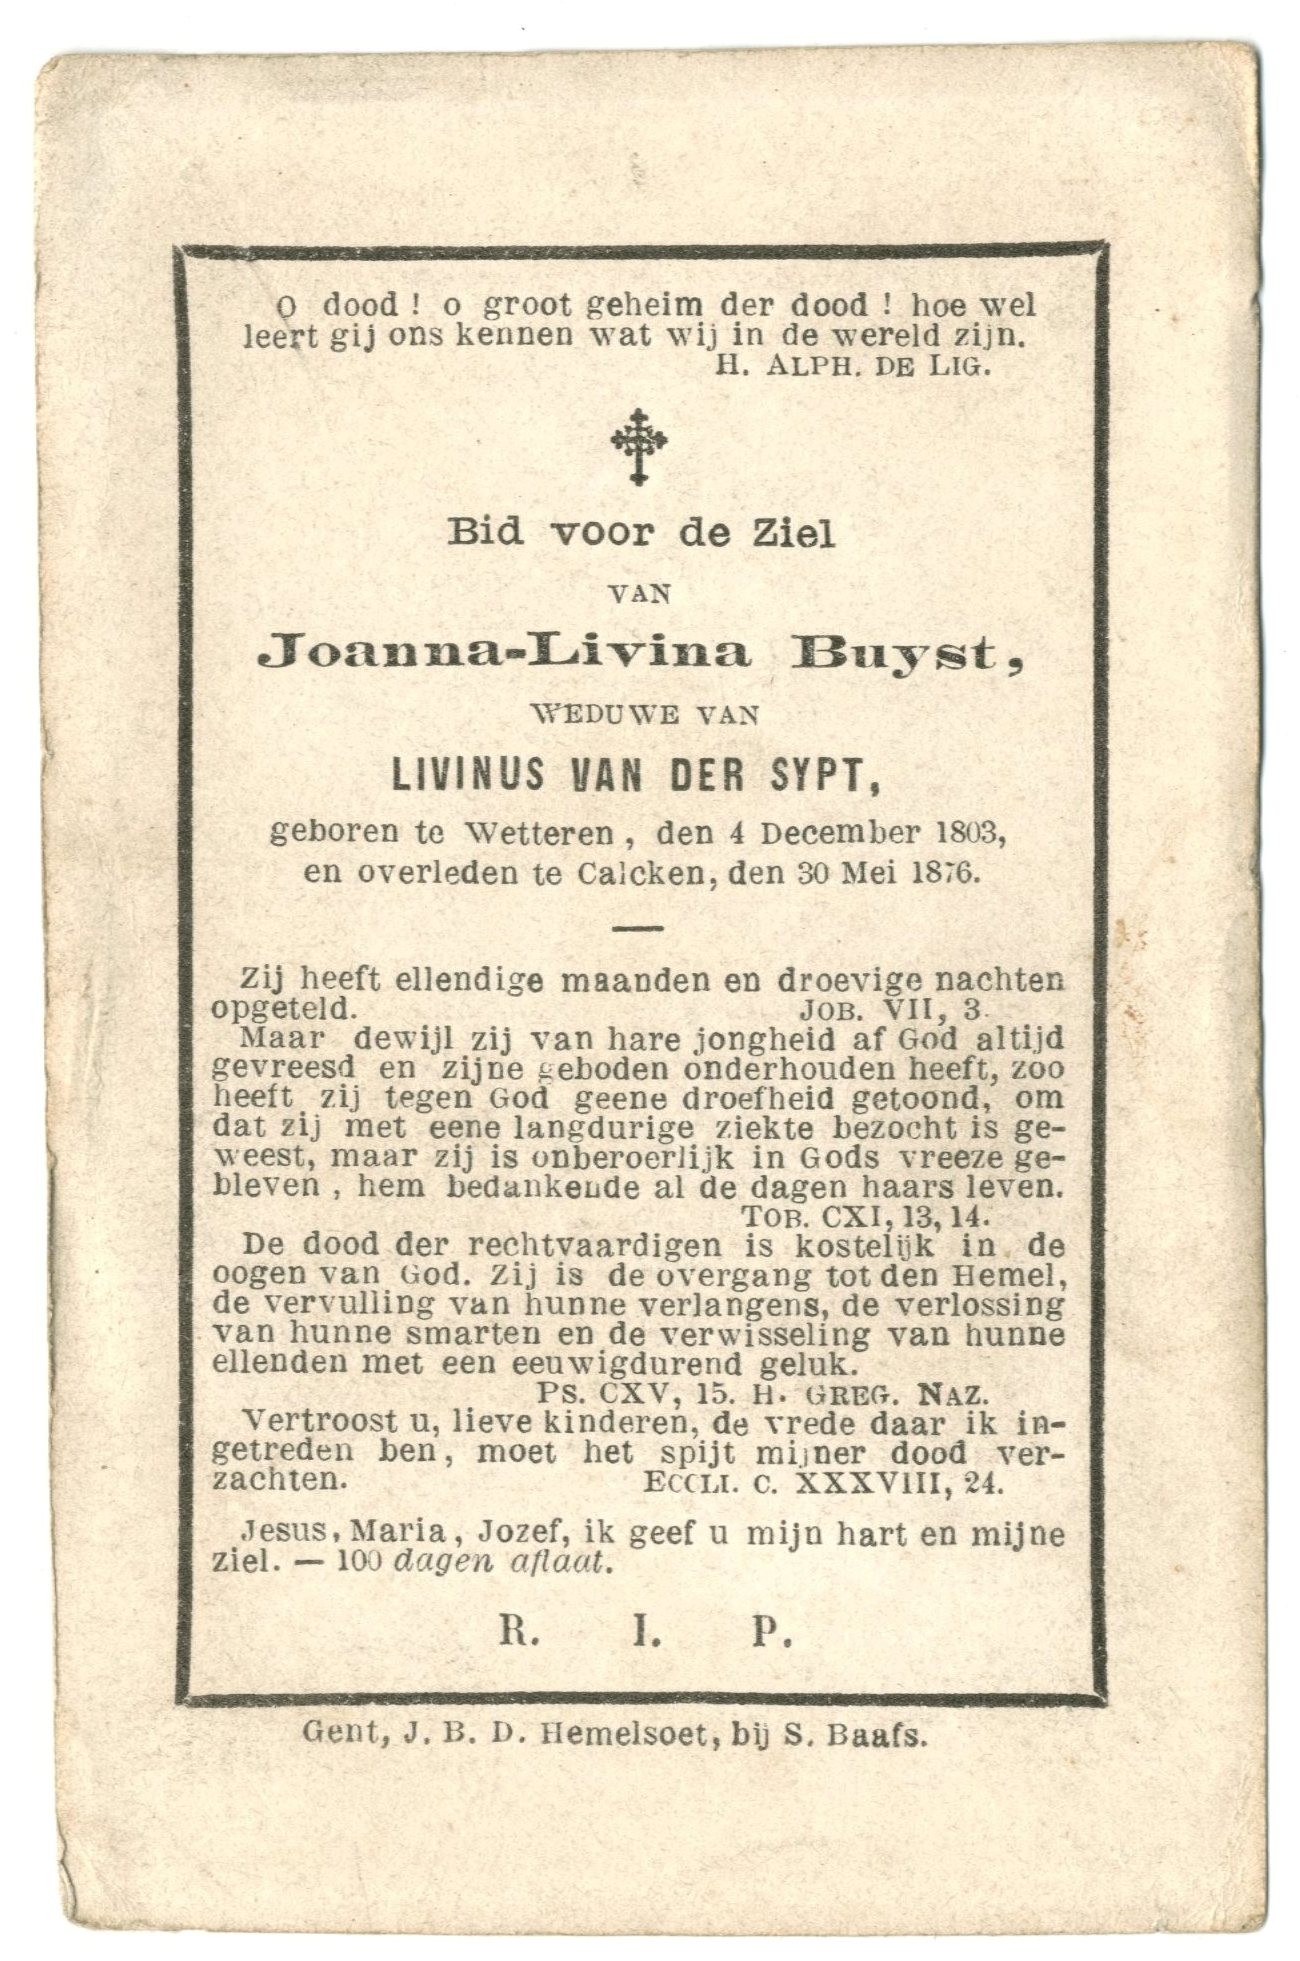 O dood ! o groot geheim der dood ! hoe wel
leert gij ons kennen wat wij in de wereld zijn.
H. ALPH. DE LIG.
Bid voor de Ziel
VAN
Joanna-Livina Buyst,
WEDUWE VAN
LIVINUS VAN DER SYPT,
geboren te Wetteren, den 4 December 1803,
en overleden te Calcken, den 30 Mei 1876.
Zij heeft ellendige maanden en droevige nachten
opgeteld. JOB. VII, 3.
Maar dewijl zij van hare jongheid af God altijd
gevreesd en zijne geboden onderhouden heeft, zoo
heeft zij tegen God geene droefheid getoond, om
dat zij met eene langdurige ziekte bezocht is ge-
weest, maar zij is onberoerlijk in Gods vreeze ge-
bleven, hem bedankende al de dagen haars leven.
TOB. CXI, 13, 14.
De dood der rechtvaardigen is kostelijk in de
oogen van God. Zij is de overgang tot den Hemel,
de vervulling van hunne verlangens, de verlossing
van hunne smarten en de verwisseling van hunne
ellenden met een eeuwigdurend geluk.
PS. CXV, 15. H. GREG. NAZ.
Vertroost u, lieve kinderen, de vrede daar ik in-
getreden ben, moet het spijt mijner dood ver-
zachten. ECCLI. C. XXXVIII, 24.
Jesus, Maria, Jozef, ik geef u mijn hart en mijne
ziel. — 100 dagen aflaat.
R. I. P.
Gent, J. B. D. Hemelsoet, bij S. Baafs.